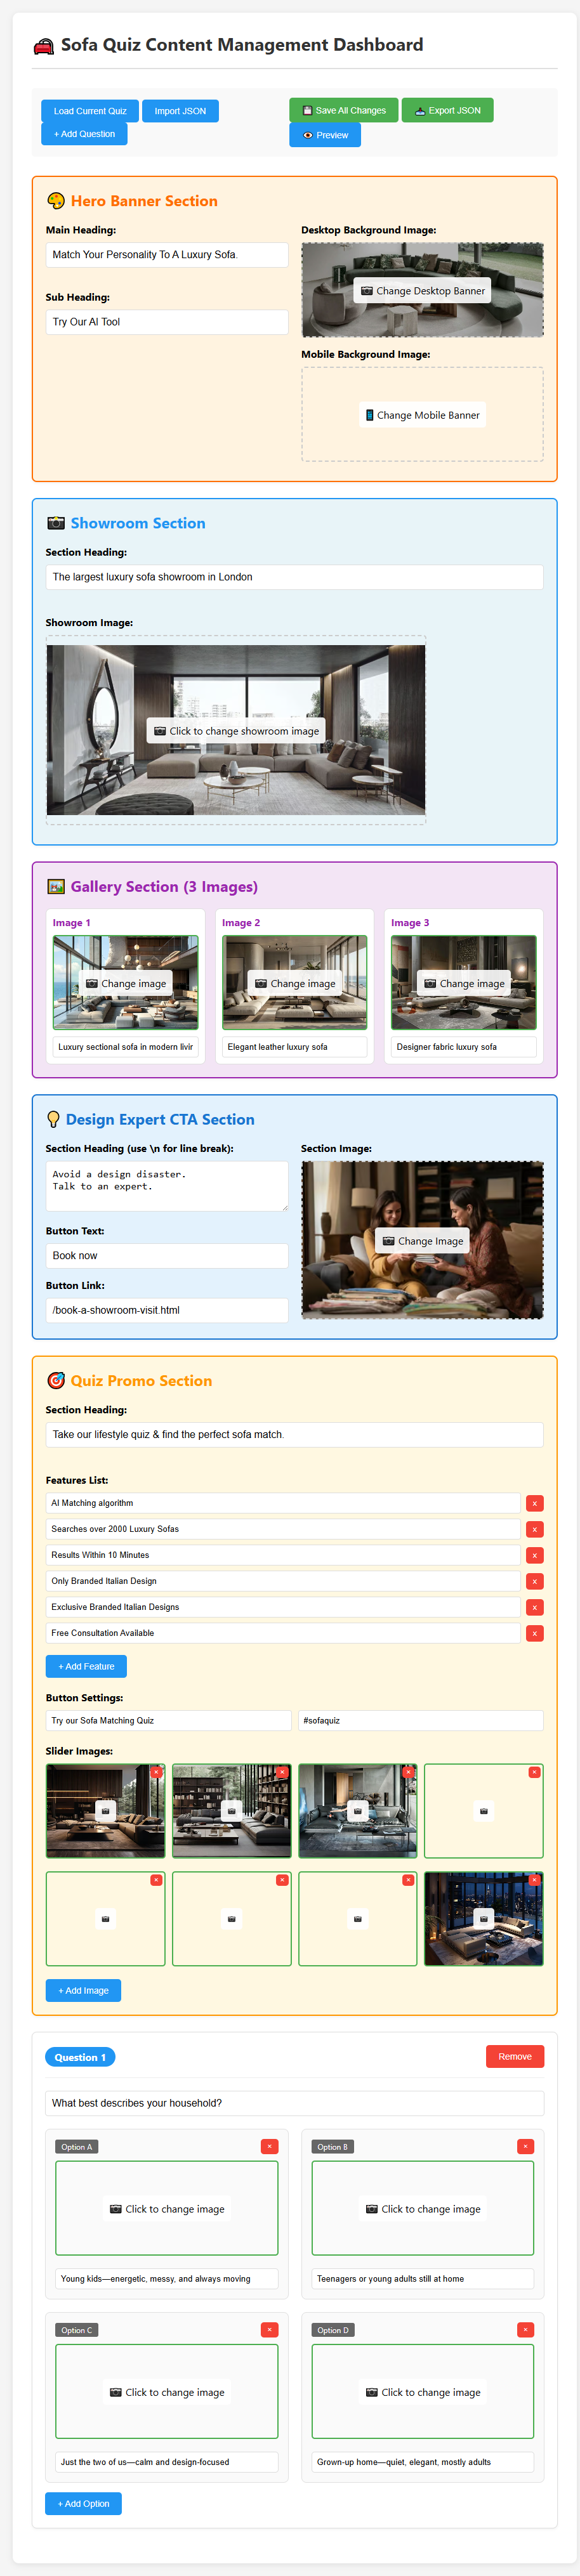 Sofa Quiz Content Management Dashboard
Load Current Quiz
Import JSON
+ Add Question
Save All Changes
Export JSON
Preview
Hero Banner Section
Main Heading:
Match Your Personality To A Luxury Sofa.
Sub Heading:
Try Our AI Tool
Desktop Background Image:
Change Desktop Banner
Mobile Background Image:
Change Mobile Banner
Showroom Section
Section Heading:
The largest luxury sofa showroom in London
Showroom Image:
Click to change showroom image
Gallery Section (3 Images)
Image 1
Change image
Luxury sectional sofa in modern livir
Image 2
Change image
Elegant leather luxury sofa
Image 3
Change image
Designer fabric luxury sofa
Design Expert CTA Section
Section Heading (use \n for line break):
Avoid a design disaster.
Talk to an expert.
Button Text:
Book now
Button Link:
/book-a-showroom-visit.html
Section Image:
Change Image
Quiz Promo Section
Section Heading:
Take our lifestyle quiz & find the perfect sofa match.
Features List:
AI Matching algorithm
x
Searches over 2000 Luxury Sofas
x
Results Within 10 Minutes
x
Only Branded Italian Design
x
Exclusive Branded Italian Designs
x
Free Consultation Available
x
+ Add Feature
Button Settings:
Try our Sofa Matching Quiz
#sofaquiz
Slider Images:
×
×
×
×
×
×
×
×
+ Add Image
Question 1
Remove
What best describes your household?
Option A
×
Click to change image
Young kids—energetic, messy, and always moving
Option B
×
Click to change image
Teenagers or young adults still at home
Option C
×
Click to change image
Just the two of us—calm and design-focused
Option D
×
Click to change image
Grown-up home—quiet, elegant, mostly adults
+ Add Option